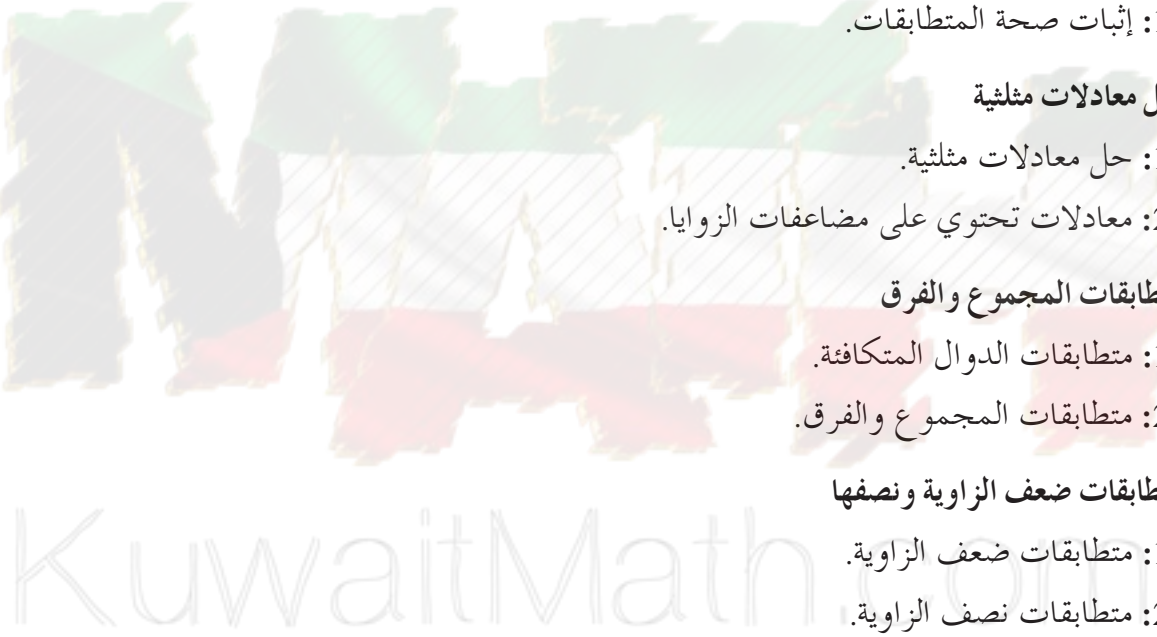 : إثبات صحة المتطابقات.
معادلات مثلثية
: حل معادلات مثلثية.
: معادلات تحتوي على مضاعفات الزوايا.
المجموع والفرق
: متطابقات الدوال المتكافئة.
: متطابقات المجموع والفرق.
ضعف الزاوية ونصفها
: متطابقات ضعف الزاوية.
: متطابقات نصف الزاوية.
KuwaitMath.com